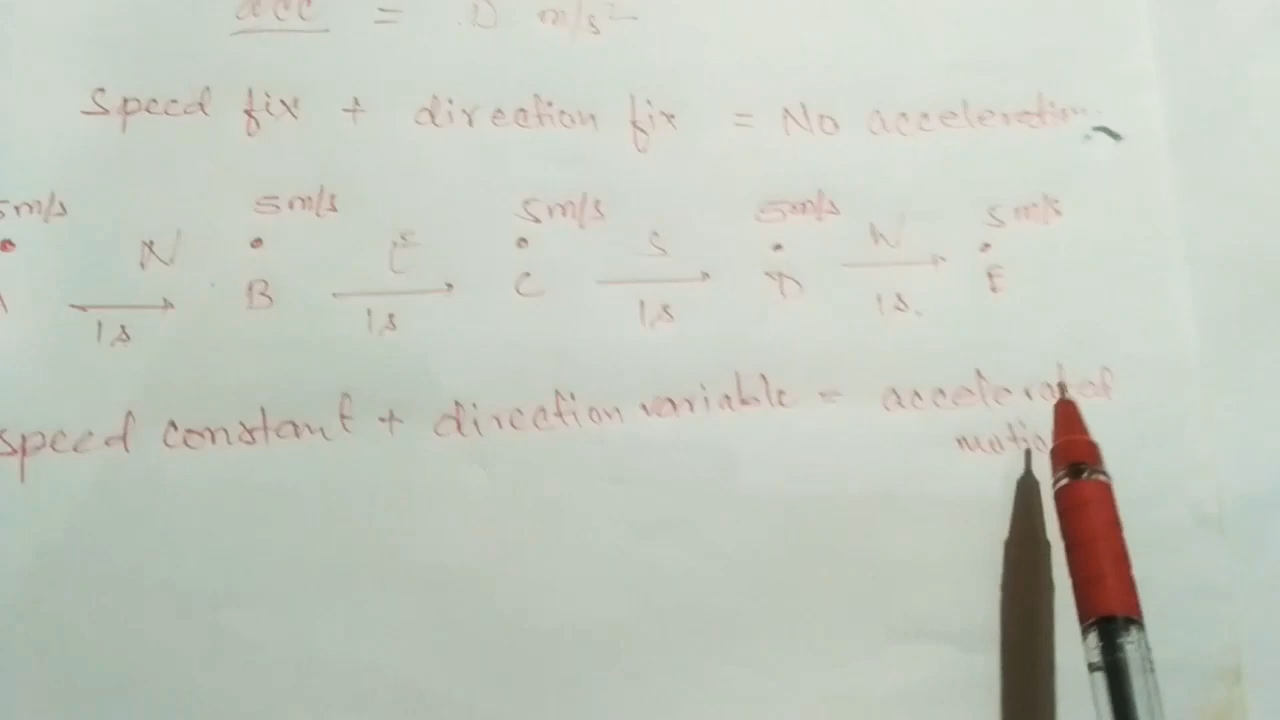 acc = 0 m/s²
Speed fix + direction fix = No acceleration.
5m/s 5m/s 5m/s 5m/s 5m/s
N E S W
A B C D E
1s 1s 1s 1s.
speed constant + direction variable = accelerated
motion